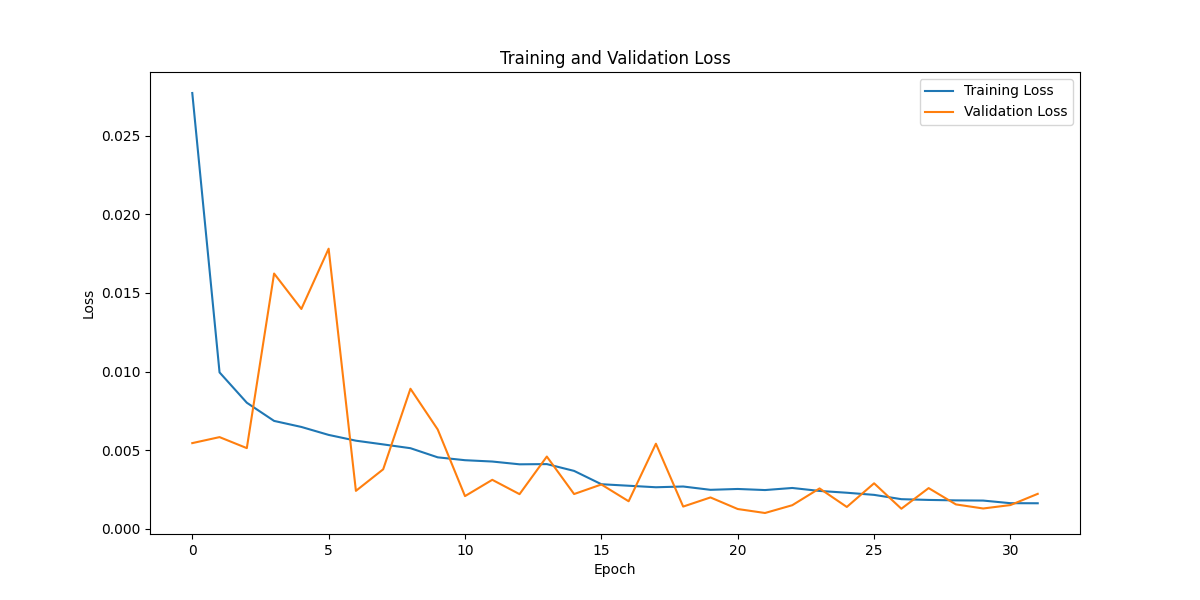 Training and Validation Loss
Training Loss
Validation Loss
0.025
0.020
0.015
0.010
0.005
0.000
Loss
0 5 10 15 20 25 30
Epoch